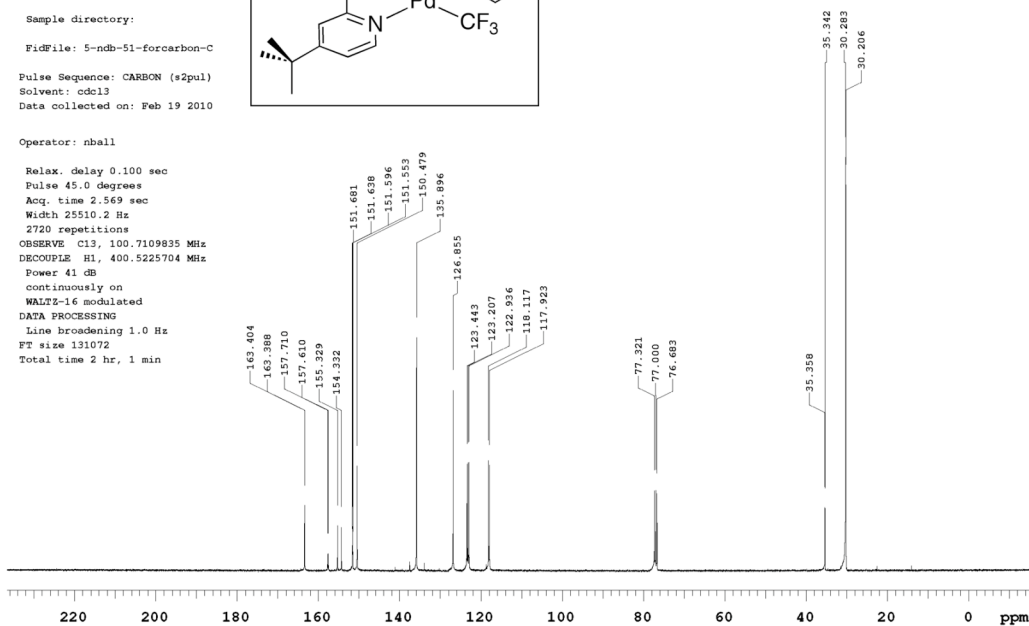 Sample directory:
FidFile: 5-ndb-51-forcarbon-C
Pulse Sequence: CARBON (s2pul)
Solvent: cdcl3
Data collected on: Feb 19 2010
Operator: nball
Relax. delay 0.100 sec
Pulse 45.0 degrees
Acq. time 2.569 sec
Width 25510.2 Hz
2720 repetitions
OBSERVE C13, 100.7109835 MHz
DECOUPLE H1, 400.5225704 MHz
Power 41 dB
continuously on
WALTZ-16 modulated
DATA PROCESSING
Line broadening 1.0 Hz
FT size 131072
Total time 2 hr, 1 min
N
CF3
163.404
163.388
157.710
157.610
155.329
154.332
151.681
151.638
151.596
151.553
150.479
135.896
126.855
123.443
123.207
122.936
118.117
117.923
77.321
77.000
76.683
35.358
35.342
30.283
30.206
220 200 180 160 140 120 100 80 60 40 20 0 ppm